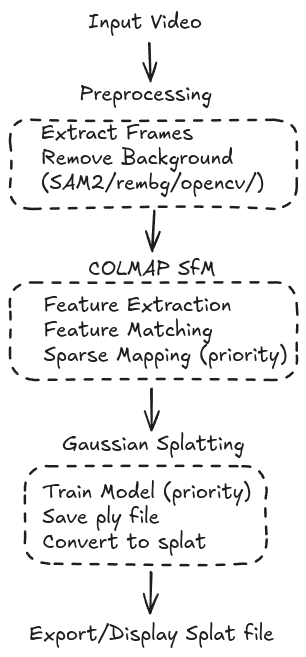 Input Video
Preprocessing
Extract Frames
Remove Background
(SAM2/rembg/opencv/)
COLMAP SfM
Feature Extraction
Feature Matching
Sparse Mapping (priority)
Gaussian Splatting
Train Model (priority)
Save ply file
Convert to splat
Export/Display Splat file